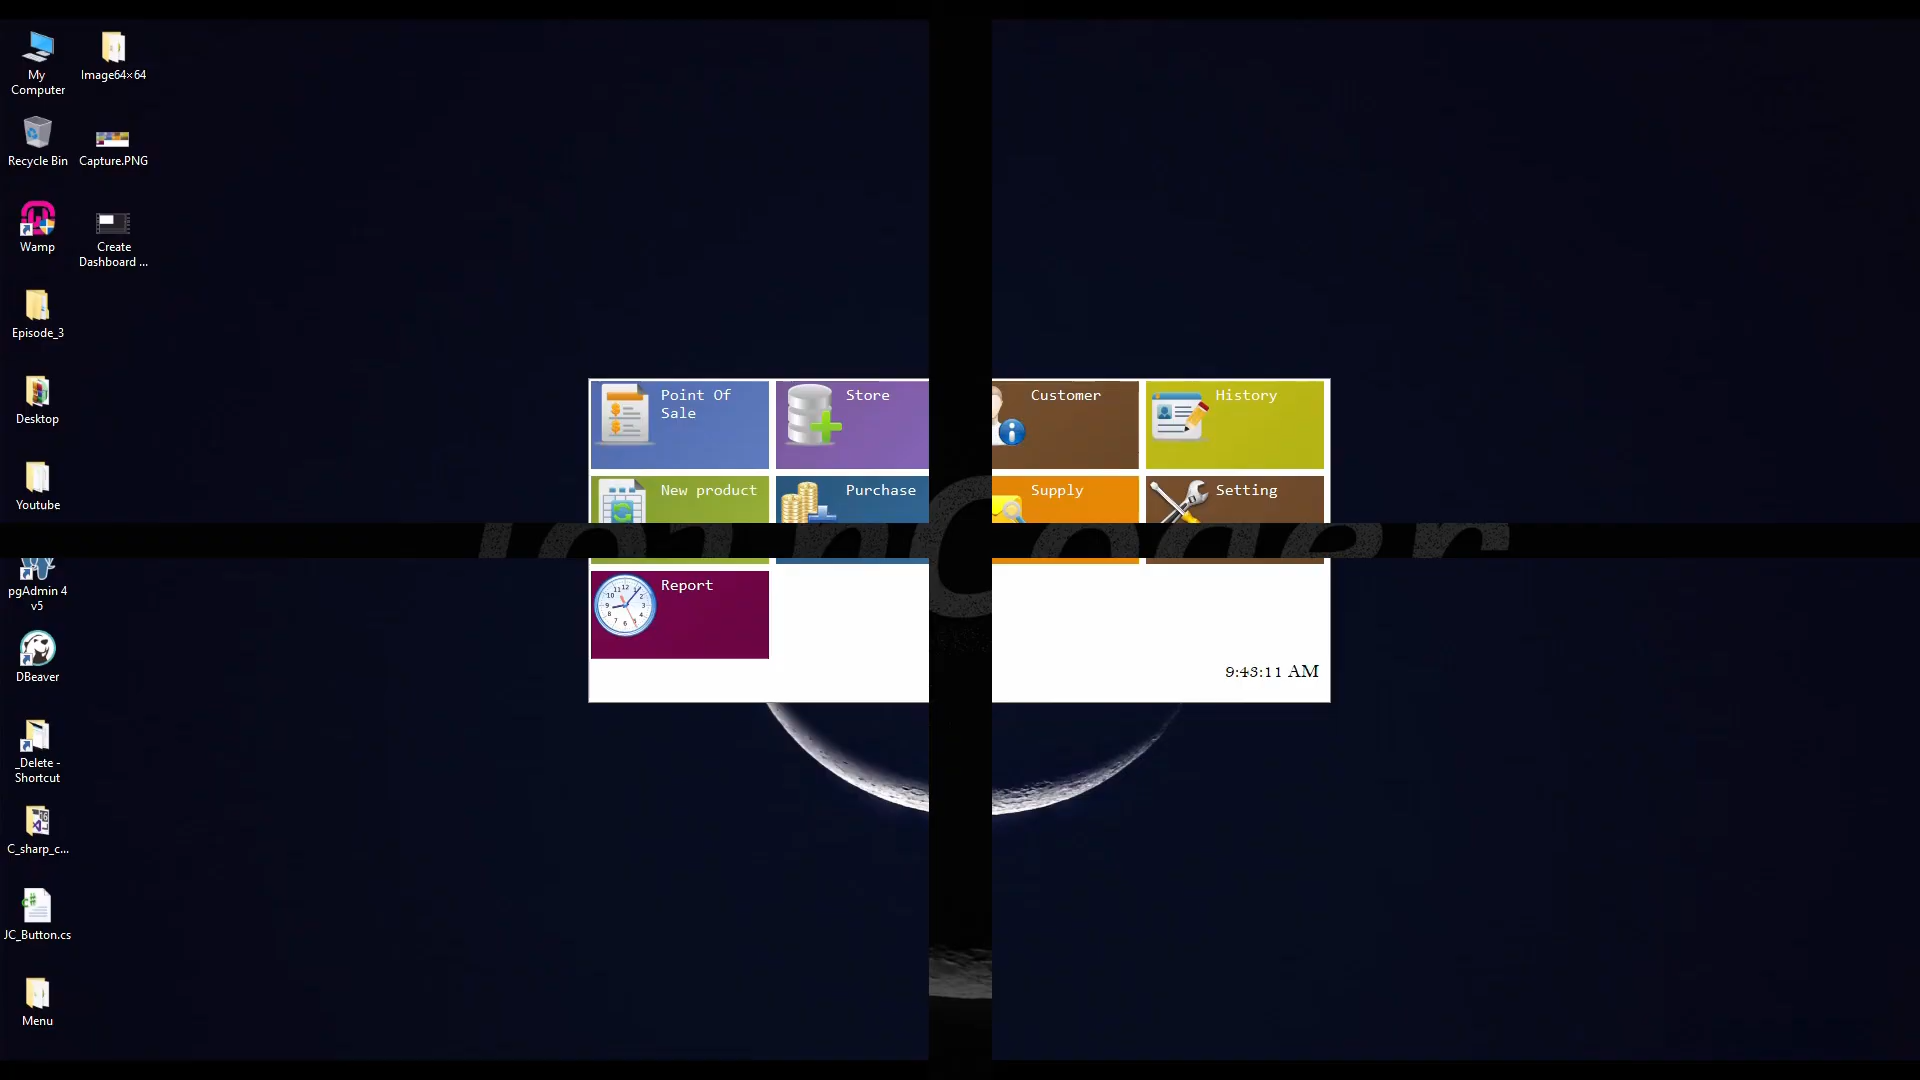 My
Computer
Image64×64
Recycle Bin
Capture.PNG
Wamp
Create
Dashboard ...
Episode_3
Desktop
Youtube
pgAdmin 4
v5
DBeaver
_Delete -
Shortcut
C_sharp_c...
JC_Button.cs
Menu
Point Of
Sale
Store
Customer
History
New product
Purchase
Supply
Setting
Report
9:43:11 AM